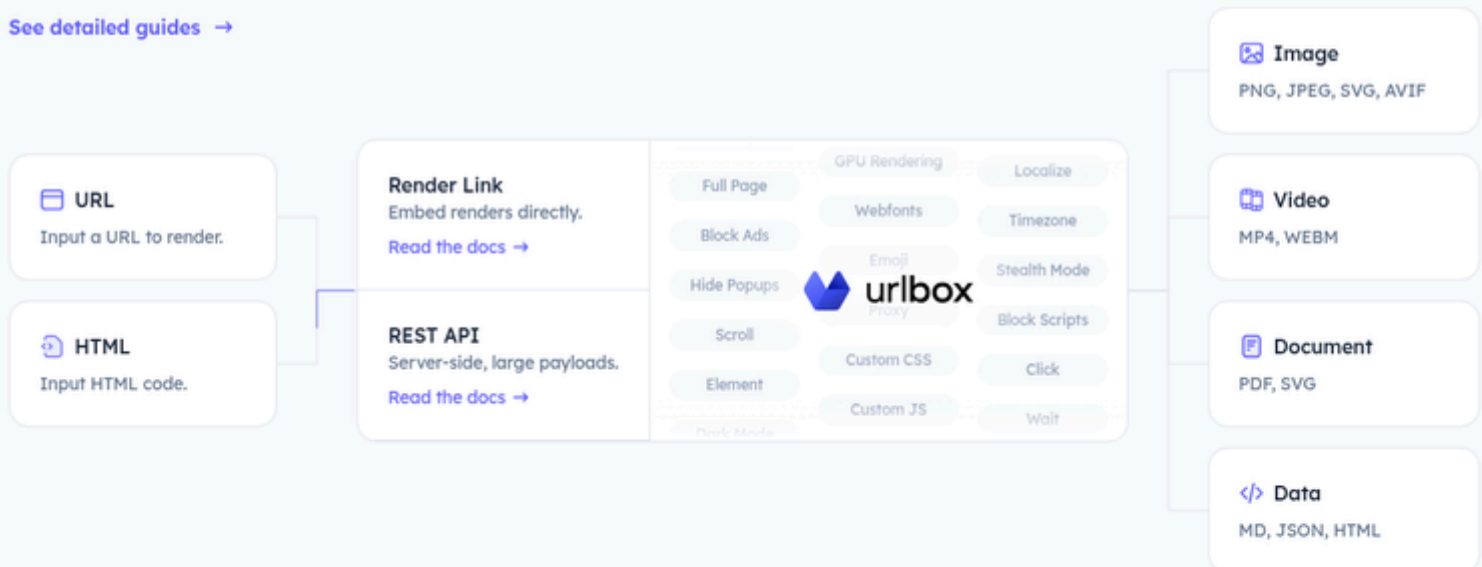 See detailed guides →
URL
Input a URL to render.
HTML
Input HTML code.
Render Link
Embed renders directly.
Read the docs →
REST API
Server-side, large payloads.
Read the docs →
Full Page
Block Ads
Hide Popups
Scroll
Element
Dark Mode
GPU Rendering
Webfonts
Emoji
urlbox
Proxy
Custom CSS
Custom JS
Localize
Timezone
Stealth Mode
Block Scripts
Click
Wait
Image
PNG, JPEG, SVG, AVIF
Video
MP4, WEBM
Document
PDF, SVG
Data
MD, JSON, HTML